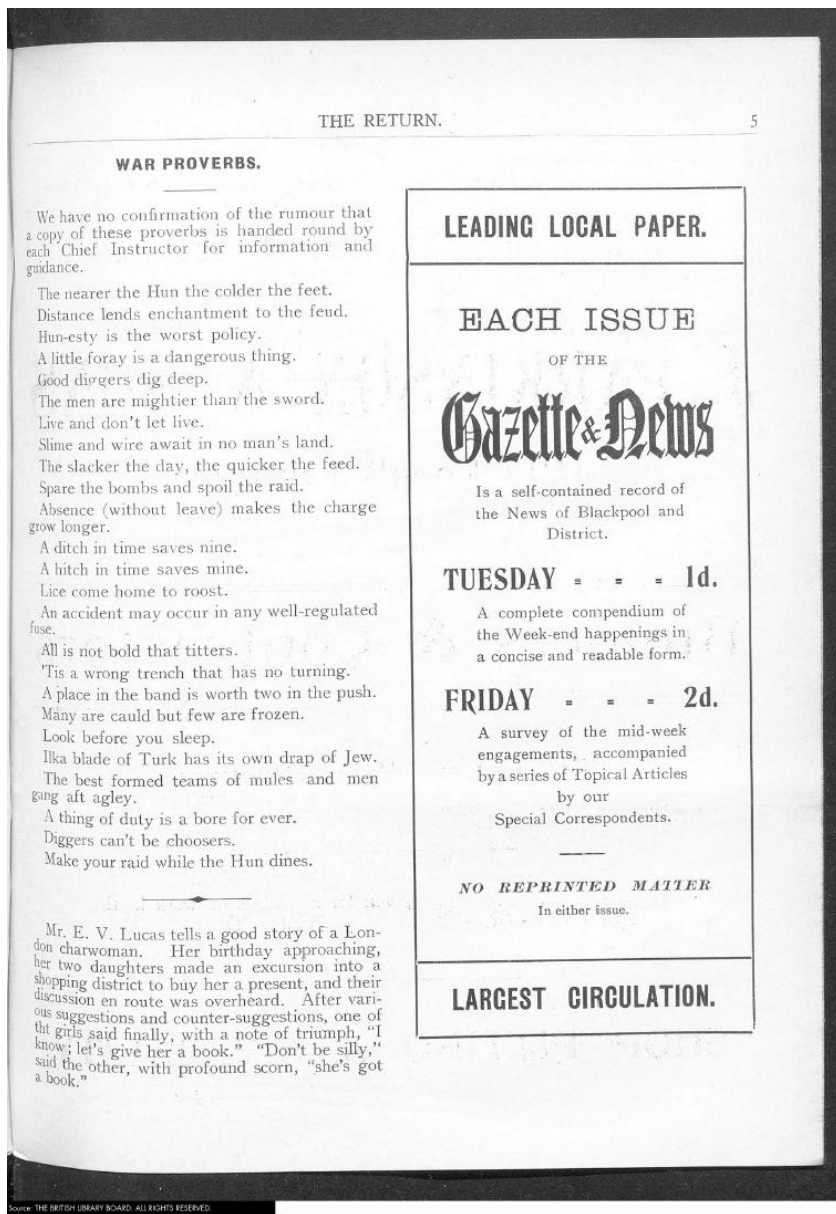 THE RETURN. 5
WAR PROVERBS.
We have no confirmation of the rumour that
a copy of these proverbs is handed round by
each Chief Instructor for information and
guidance.
The nearer the Hun the colder the feet.
Distance lends enchantment to the feud.
Hun-esty is the worst policy.
A little foray is a dangerous thing.
Good diggers dig deep.
The men are mightier than the sword.
Live and don't let live.
Slime and wire await in no man's land.
The slacker the day, the quicker the feed.
Spare the bombs and spoil the raid.
Absence (without leave) makes the charge
grow longer.
A ditch in time saves nine.
A hitch in time saves mine.
Lice come home to roost.
An accident may occur in any well-regulated
fuse.
All is not bold that titters.
'Tis a wrong trench that has no turning.
A place in the band is worth two in the push.
Many are cauld but few are frozen.
Look before you sleep.
Ilka blade of Turk has its own drap of Jew.
The best formed teams of mules and men
gang aft agley.
A thing of duty is a bore for ever.
Diggers can't be choosers.
Make your raid while the Hun dines.
Mr. E. V. Lucas tells a good story of a Lon-
don charwoman. Her birthday approaching,
her two daughters made an excursion into a
shopping district to buy her a present, and their
discussion en route was overheard. After vari-
ous suggestions and counter-suggestions, one of
tht girls said finally, with a note of triumph, "I
know; let's give her a book." "Don't be silly,"
said the other, with profound scorn, "she's got
a book."
LEADING LOCAL PAPER.
EACH ISSUE
OF THE
Gazette & News
Is a self-contained record of
the News of Blackpool and
District.
TUESDAY = = = 1d.
A complete compendium of
the Week-end happenings in
a concise and readable form.
FRIDAY = = = 2d.
A survey of the mid-week
engagements, accompanied
by a series of Topical Articles
by our
Special Correspondents.
NO REPRINTED MATTER
In either issue.
LARGEST CIRCULATION.
Source: THE BRITISH LIBRARY BOARD. ALL RIGHTS RESERVED.